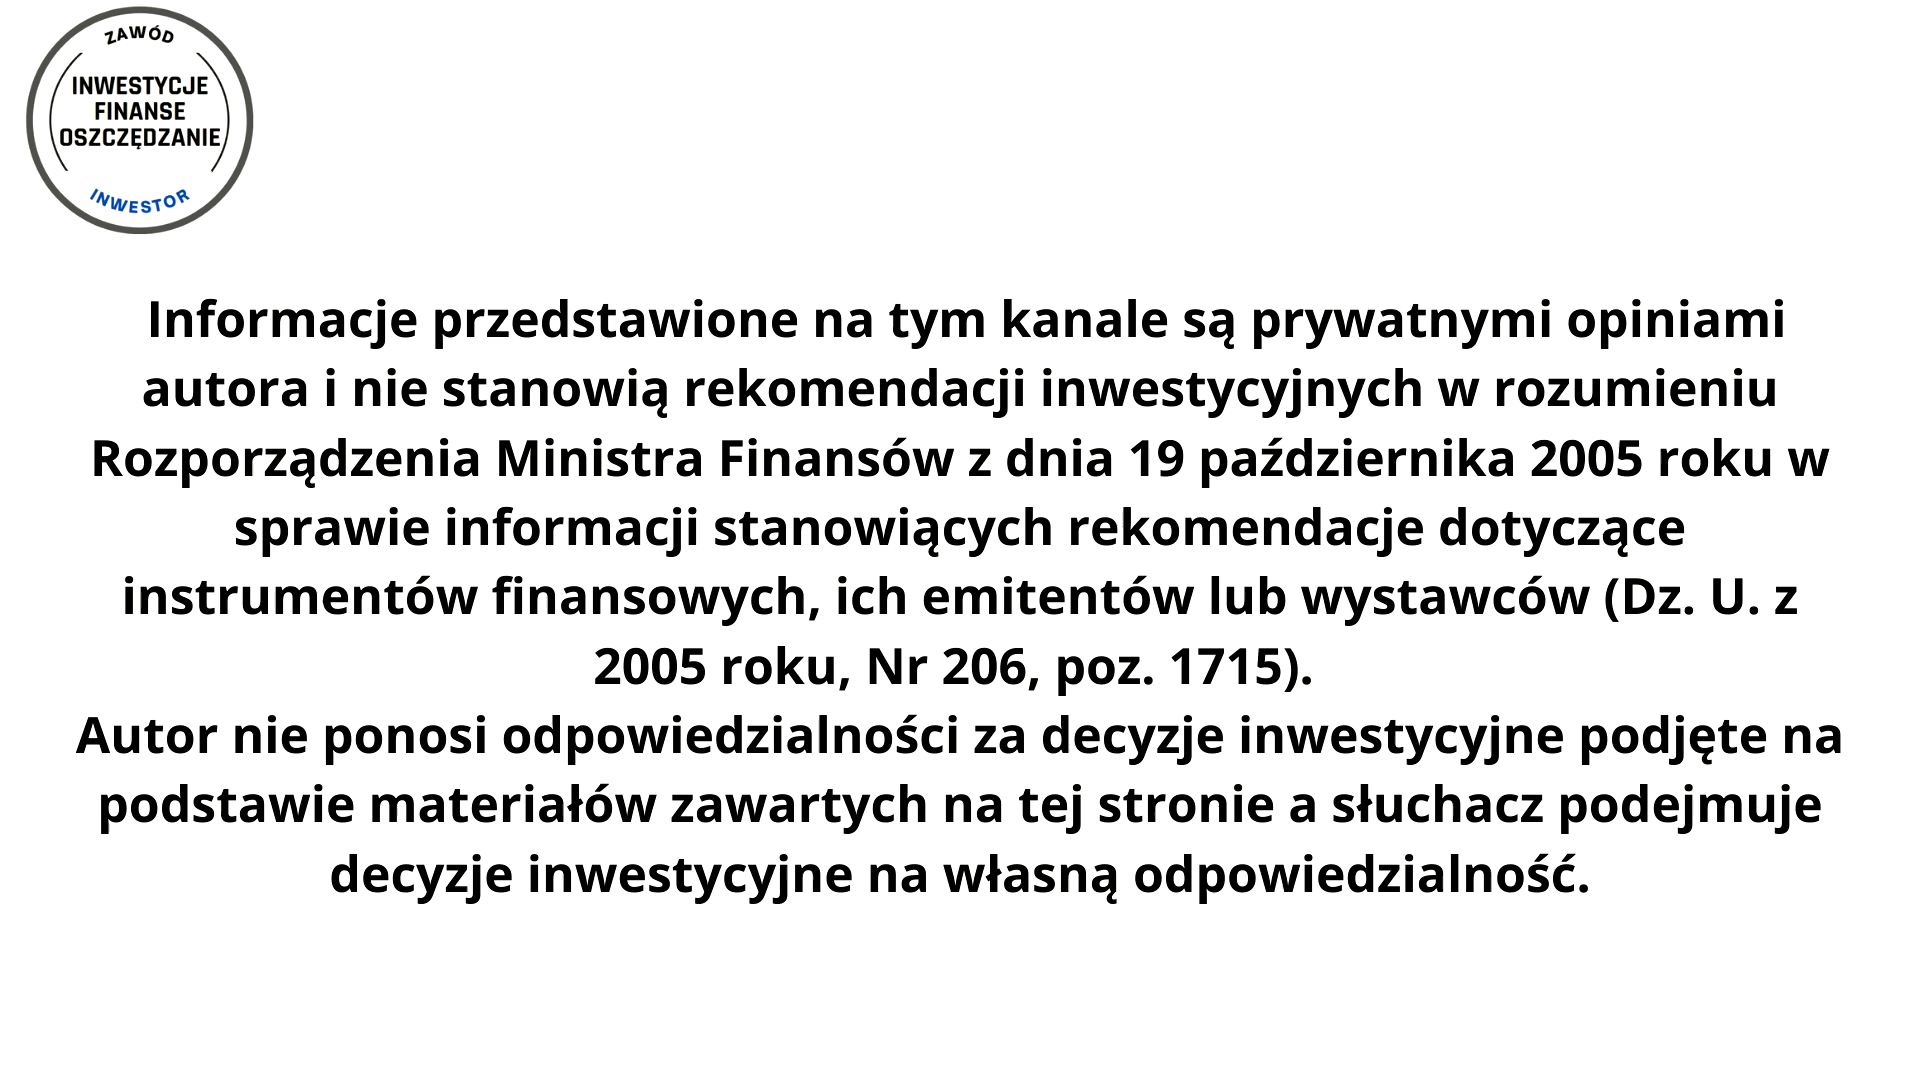 ZAWÓD
INWESTYCJE
FINANSE
OSZCZĘDZANIE
INWESTOR
Informacje przedstawione na tym kanale są prywatnymi opiniami
autora i nie stanowią rekomendacji inwestycyjnych w rozumieniu
Rozporządzenia Ministra Finansów z dnia 19 października 2005 roku w
sprawie informacji stanowiących rekomendacje dotyczące
instrumentów finansowych, ich emitentów lub wystawców (Dz. U. z
2005 roku, Nr 206, poz. 1715).
Autor nie ponosi odpowiedzialności za decyzje inwestycyjne podjęte na
podstawie materiałów zawartych na tej stronie a słuchacz podejmuje
decyzje inwestycyjne na własną odpowiedzialność.